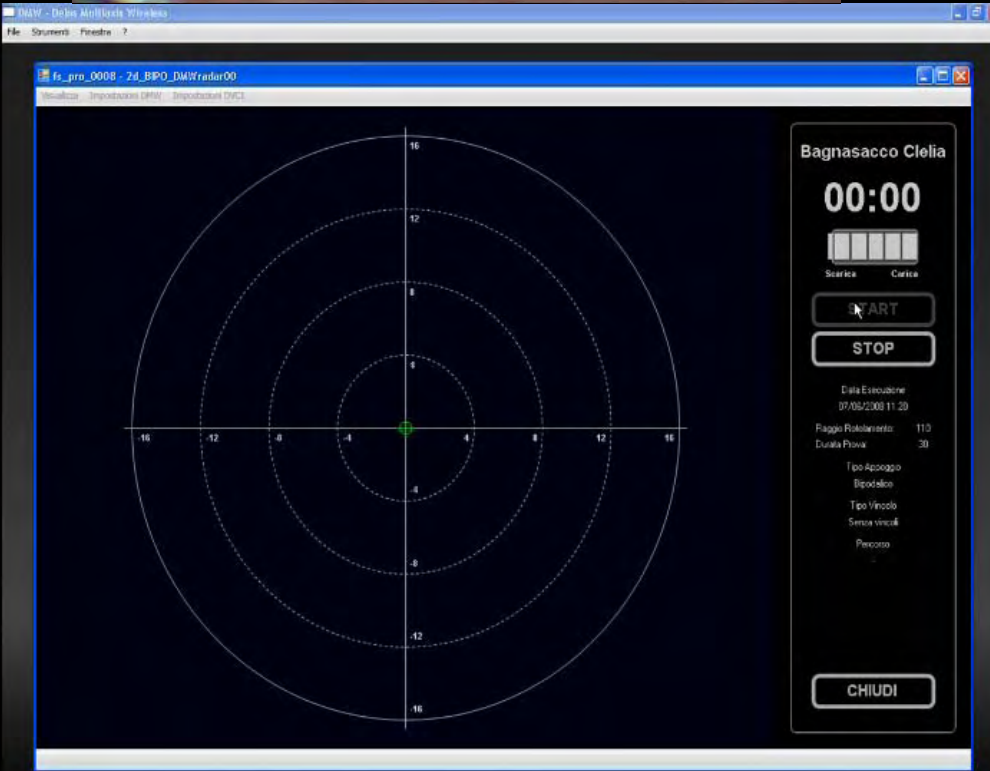 DMW - Delos Multiaxis Wireless
File Strumenti Finestra ?
fs_pro_0008 - 2d_BIPO_DMWradar00
Visualizza Impostazioni DMW Impostazioni DVC1
Bagnasacco Clelia
00:00
Scarica Carica
START
STOP
Data Esecuzione
07/06/2008 11.20
Raggio Rotolamento: 110
Durata Prova: 30
Tipo Appoggio
Bipodalico
Tipo Vincolo
Senza vincoli
Percorso
CHIUDI
16
12
8
4
-16 -12 -8 -4 4 8 12 16
-4
-8
-12
-16